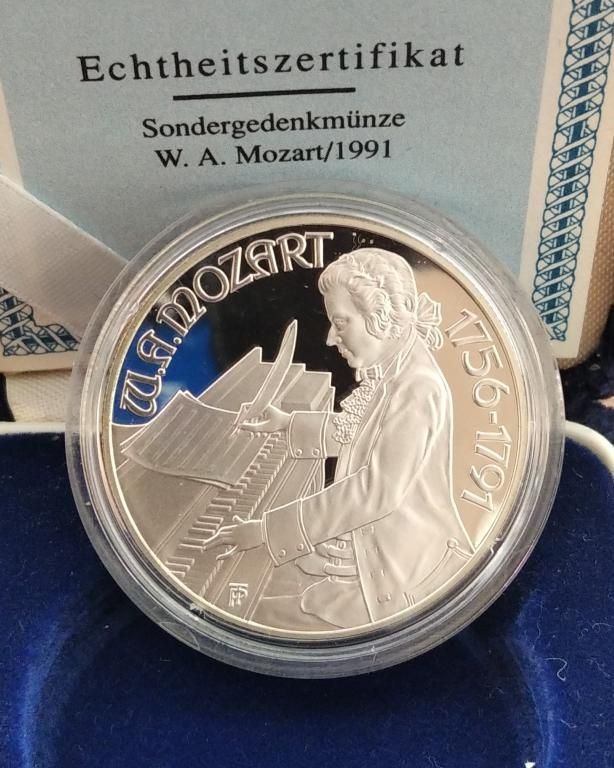 Echtheitszertifikat
Sondergedenkmünze
W. A. Mozart/1991
W.A.MOZART
1756-1791